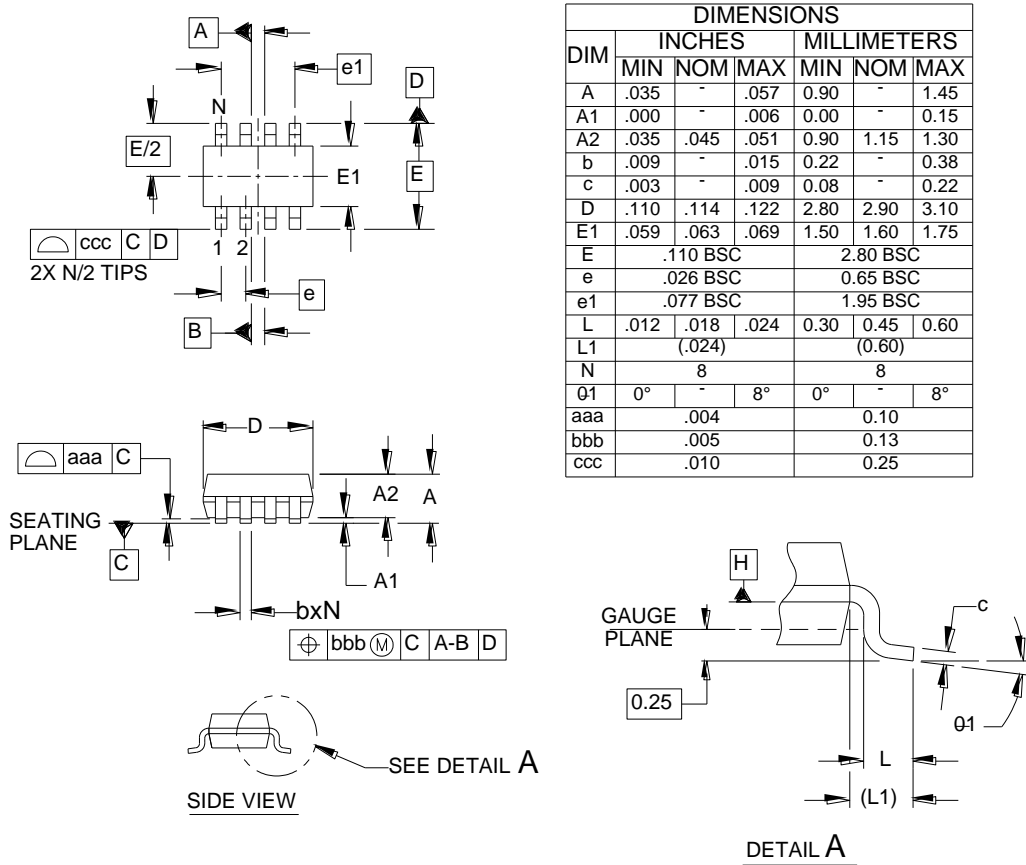 A
e1
D
N
E/2
E1
E
ccc C D
1 2
2X N/2 TIPS
e
B
DIMENSIONS
DIM INCHES MILLIMETERS
MIN NOM MAX MIN NOM MAX
A .035 - .057 0.90 - 1.45
A1 .000 - .006 0.00 - 0.15
A2 .035 .045 .051 0.90 1.15 1.30
b .009 - .015 0.22 - 0.38
c .003 - .009 0.08 - 0.22
D .110 .114 .122 2.80 2.90 3.10
E1 .059 .063 .069 1.50 1.60 1.75
E .110 BSC 2.80 BSC
e .026 BSC 0.65 BSC
e1 .077 BSC 1.95 BSC
L .012 .018 .024 0.30 0.45 0.60
L1 (.024) (0.60)
N 8 8
θ1 0° - 8° 0° - 8°
aaa .004 0.10
bbb .005 0.13
ccc .010 0.25
D
aaa C
A2 A
SEATING
PLANE
C
A1
bxN
bbb M C A-B D
SEE DETAIL A
SIDE VIEW
H
GAUGE
PLANE
c
0.25
θ1
L
(L1)
DETAIL A